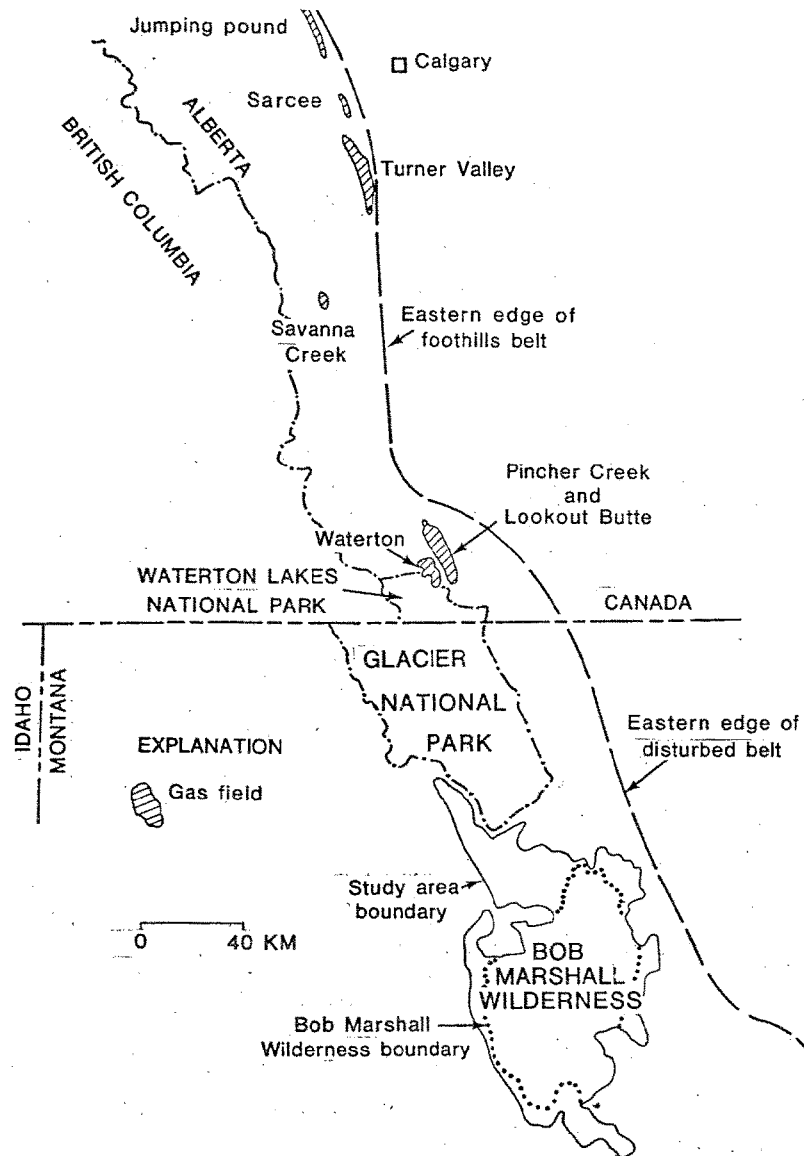 Jumping pound
Calgary
Sarcee
ALBERTA
BRITISH COLUMBIA
Turner Valley
Savanna
Creek
Eastern edge of
foothills belt
Pincher Creek
and
Lookout Butte
Waterton
WATERTON LAKES
NATIONAL PARK
CANADA
GLACIER
NATIONAL
PARK
IDAHO
MONTANA
EXPLANATION
Gas field
Eastern edge of
disturbed belt
Study area
boundary
0 40 KM
BOB
MARSHALL
WILDERNESS
Bob Marshall
Wilderness boundary